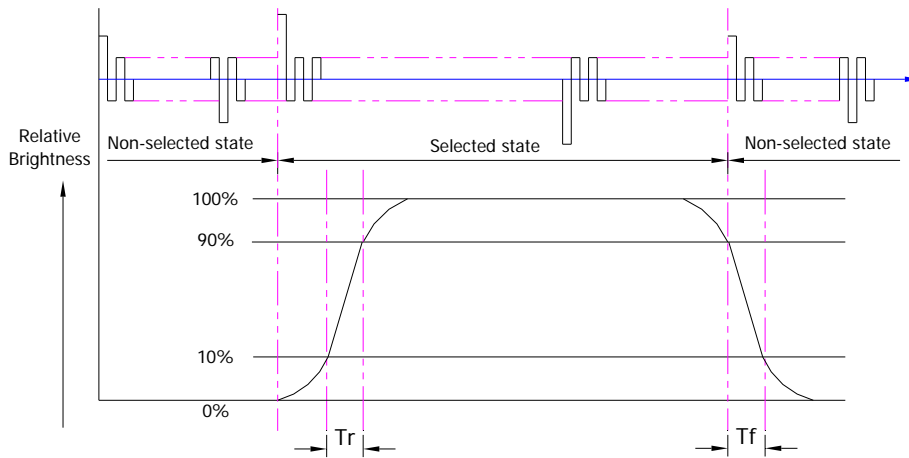 Relative
Brightness
Non-selected state
Selected state
Non-selected state
100%
90%
10%
0%
Tr
Tf